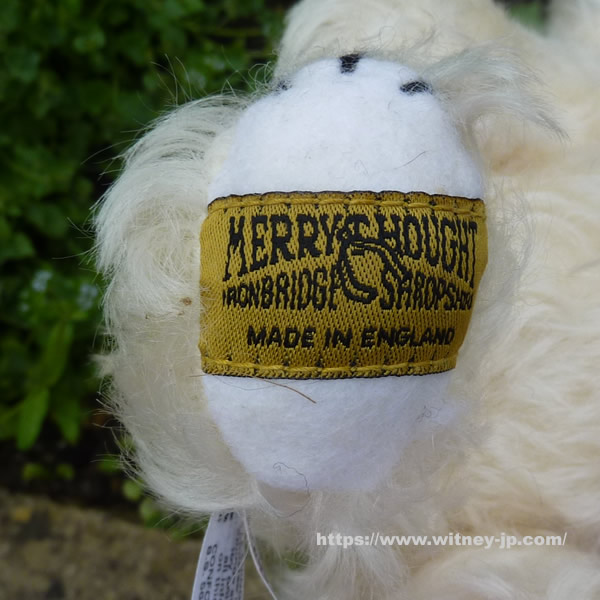 MERRYTHOUGHT
IRONBRIDGE SHROPSHIRE
MADE IN ENGLAND
https://www.witney-jp.com/